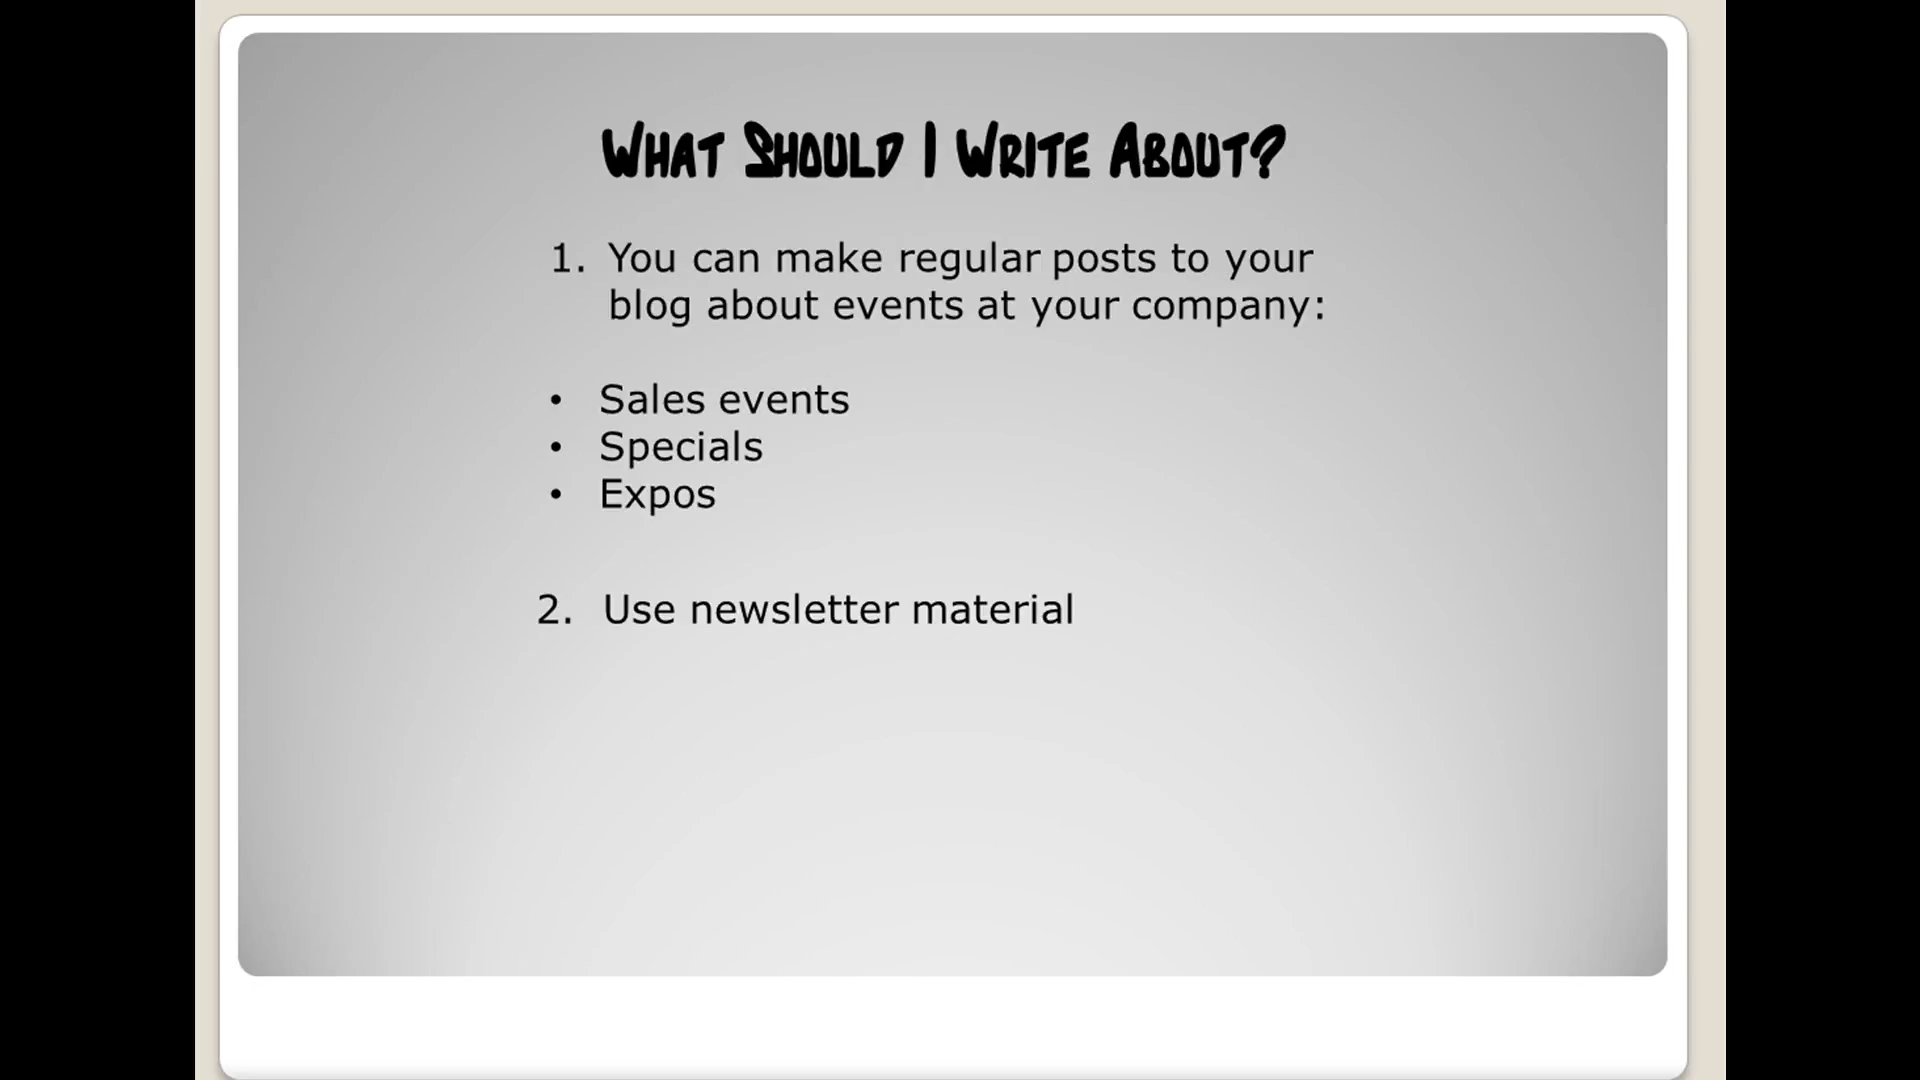 What Should I Write About?
1. You can make regular posts to your
blog about events at your company:
• Sales events
• Specials
• Expos
2. Use newsletter material